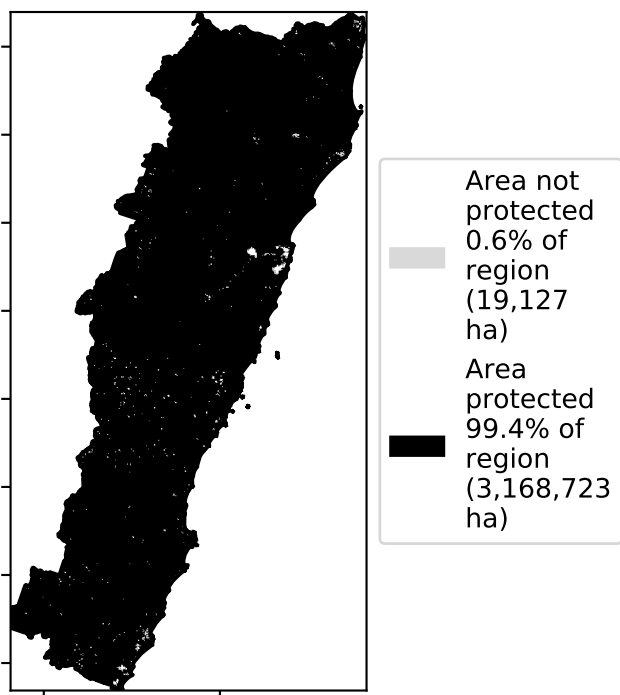 Area not
protected
0.6% of
region
(19,127
ha)
Area
protected
99.4% of
region
(3,168,723
ha)